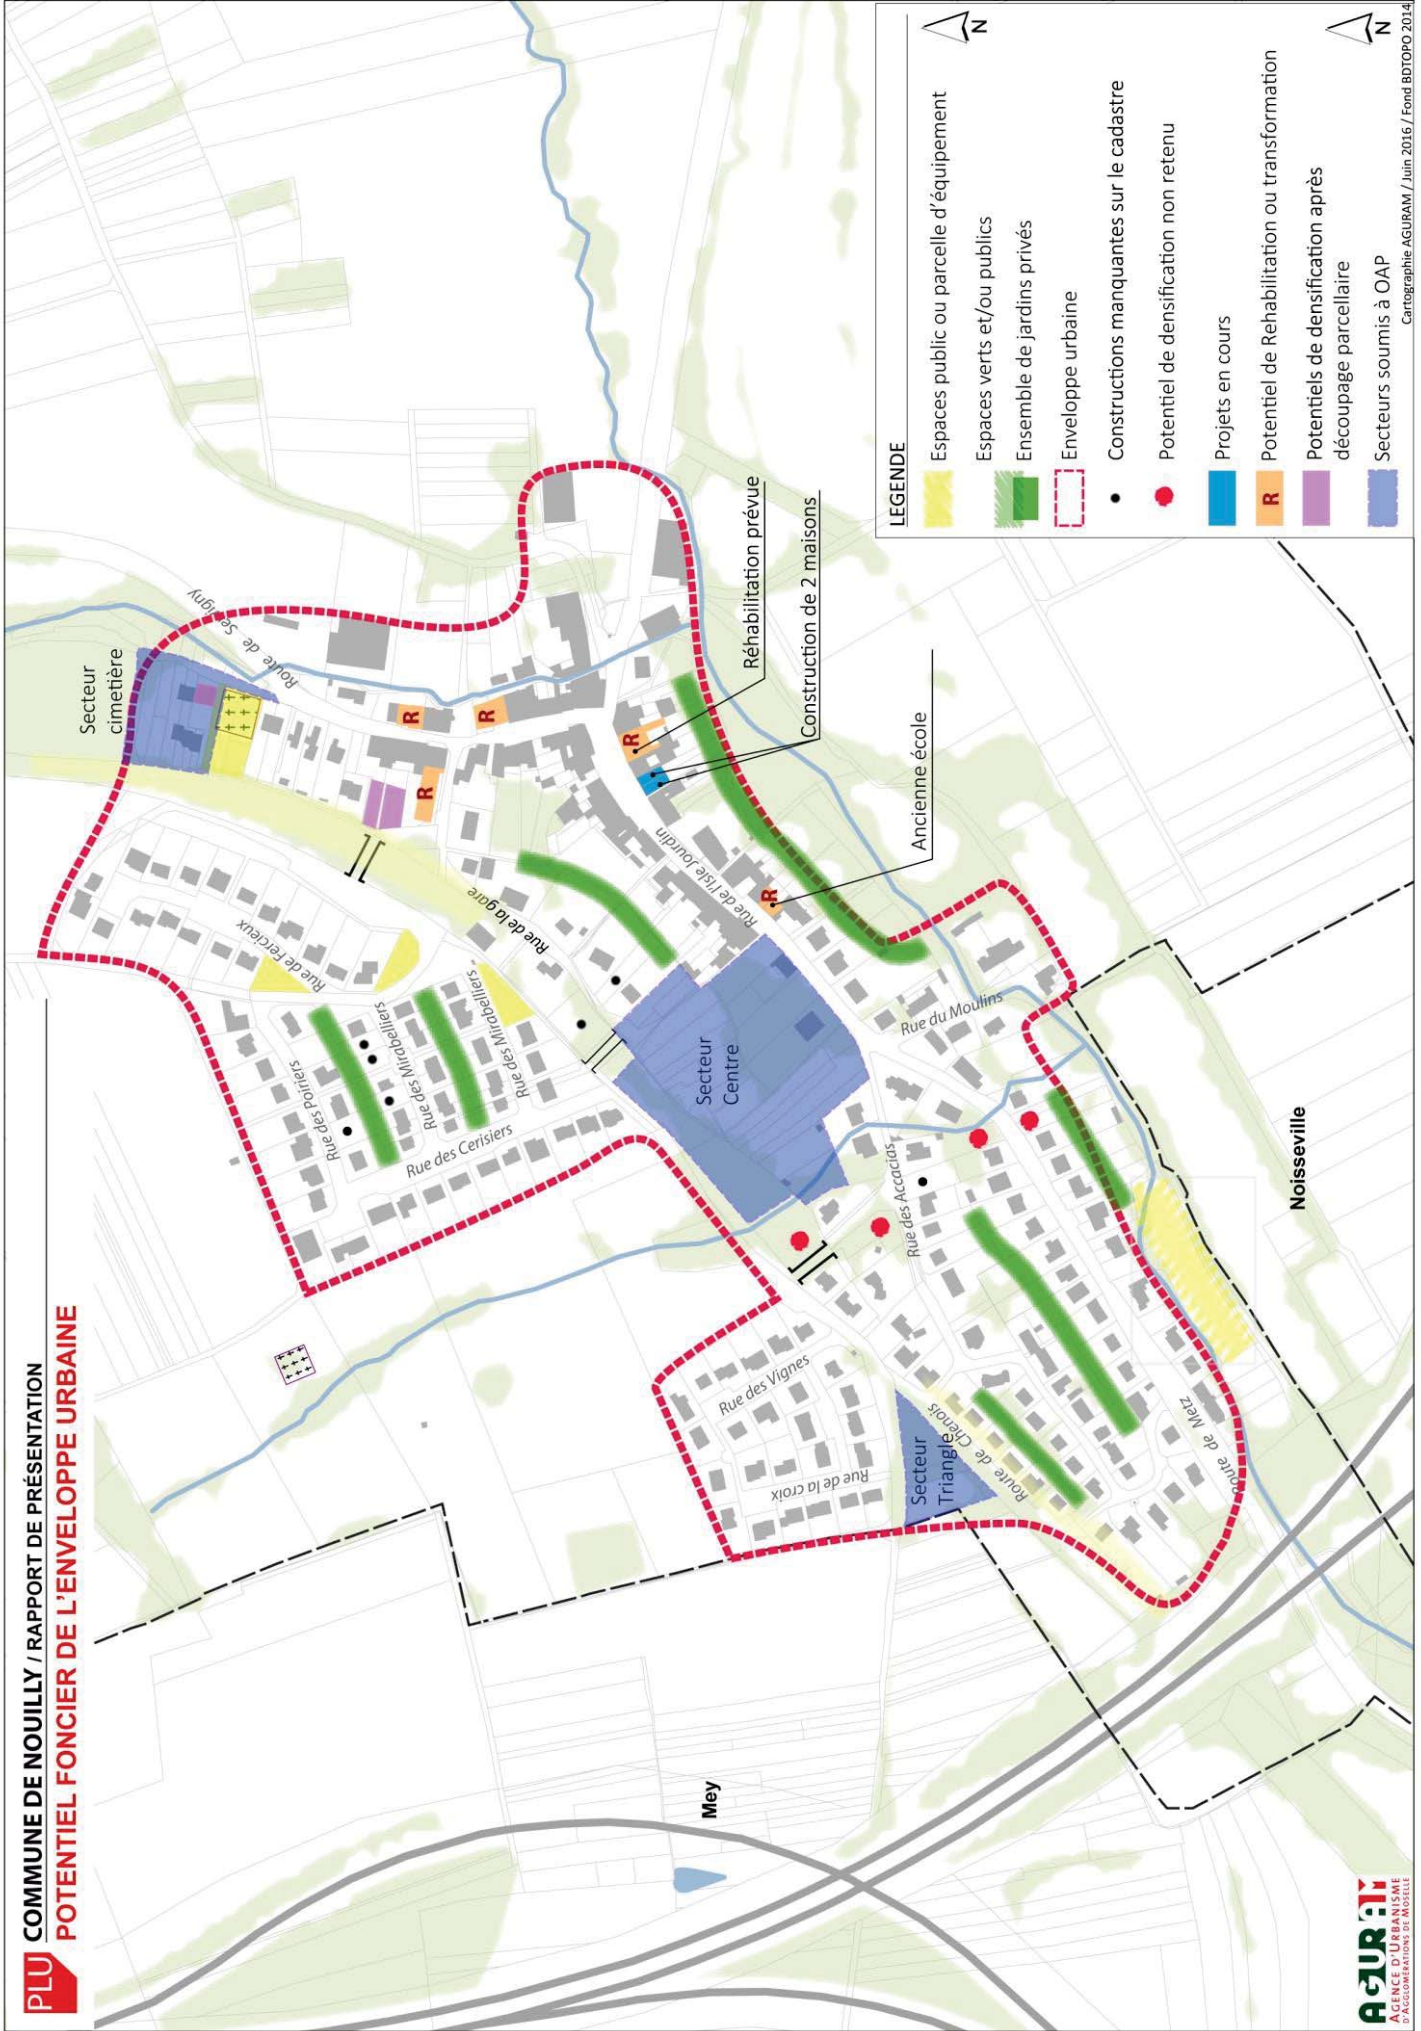 PLU
COMMUNE DE NOUILLY / RAPPORT DE PRÉSENTATION
POTENTIEL FONCIER DE L'ENVELOPPE URBAINE
Secteur
cimetière
Route de Servigny
R
R
R
R
Réhabilitation prévue
Construction de 2 maisons
R
Ancienne école
Rue de l'Isle Jourdin
Rue de la gare
Rue de Fercieux
Rue des Mirabelliers
Rue des Mirabelliers
Rue des Poiriers
Rue des Cerisiers
Secteur
Centre
Rue du Moulins
Rue des Accacias
Rue des Vignes
Rue de la croix
Secteur
Triangle
Route de Chenois
Route de Metz
Noisseville
Mey
LEGENDE
N
N
Espaces public ou parcelle d'équipement
Espaces verts et/ou publics
Ensemble de jardins privés
Enveloppe urbaine
Constructions manquantes sur le cadastre
Potentiel de densification non retenu
Projets en cours
R
Potentiel de Rehabilitation ou transformation
Potentiels de densification après
découpage parcellaire
Secteurs soumis à OAP
Cartographie AGURAM / Juin 2016 / Fond BDTOPO 2014
AGURAM
AGENCE D'URBANISME
D'AGGLOMÉRATIONS DE MOSELLE